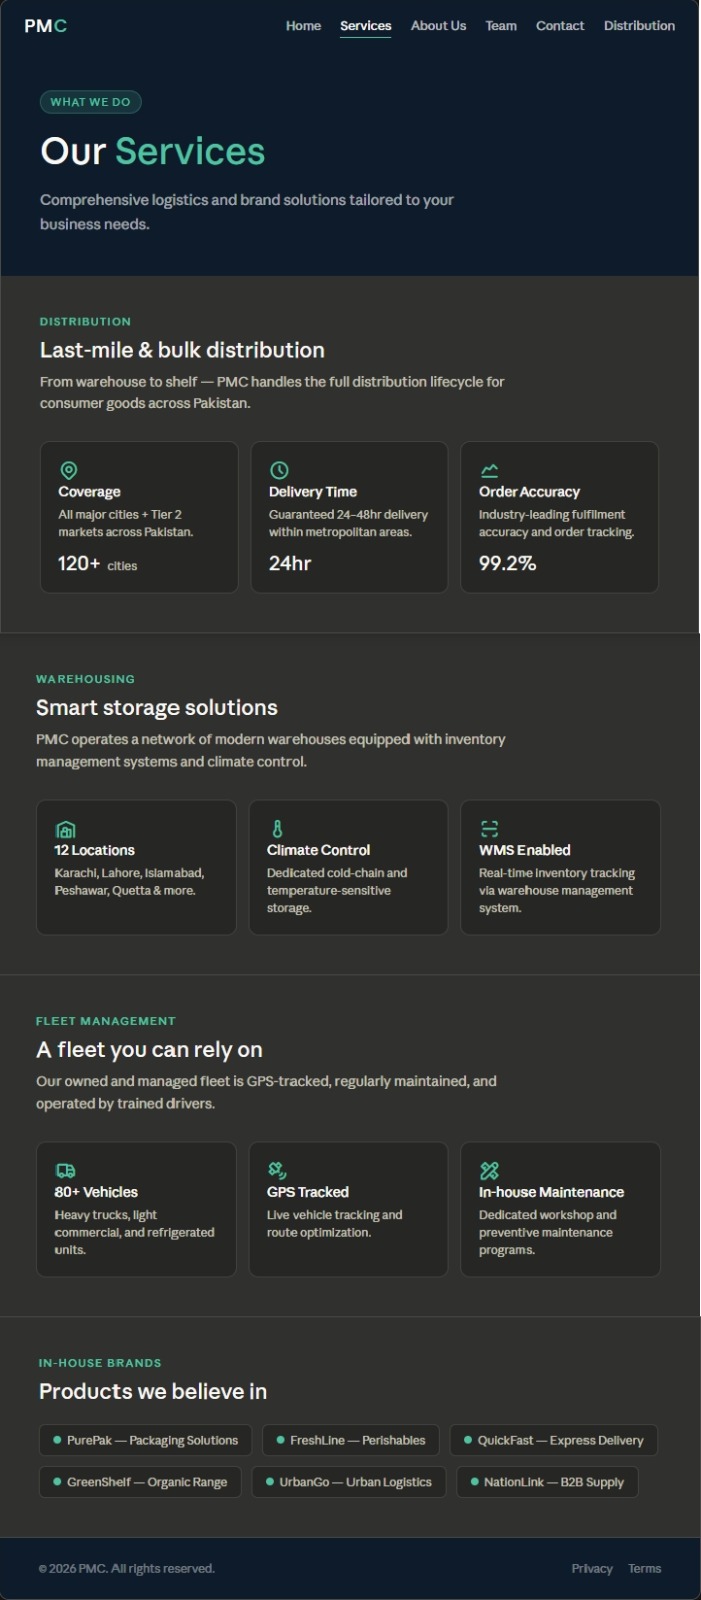 PMC
Home Services About Us Team Contact Distribution
WHAT WE DO
Our Services
Comprehensive logistics and brand solutions tailored to your
business needs.
DISTRIBUTION
Last-mile & bulk distribution
From warehouse to shelf — PMC handles the full distribution lifecycle for
consumer goods across Pakistan.
Coverage
All major cities + Tier 2
markets across Pakistan.
120+ cities
Delivery Time
Guaranteed 24–48hr delivery
within metropolitan areas.
24hr
Order Accuracy
Industry-leading fulfilment
accuracy and order tracking.
99.2%
WAREHOUSING
Smart storage solutions
PMC operates a network of modern warehouses equipped with inventory
management systems and climate control.
12 Locations
Karachi, Lahore, Islamabad,
Peshawar, Quetta & more.
Climate Control
Dedicated cold-chain and
temperature-sensitive
storage.
WMS Enabled
Real-time inventory tracking
via warehouse management
system.
FLEET MANAGEMENT
A fleet you can rely on
Our owned and managed fleet is GPS-tracked, regularly maintained, and
operated by trained drivers.
80+ Vehicles
Heavy trucks, light
commercial, and refrigerated
units.
GPS Tracked
Live vehicle tracking and
route optimization.
In-house Maintenance
Dedicated workshop and
preventive maintenance
programs.
IN-HOUSE BRANDS
Products we believe in
PurePak — Packaging Solutions
FreshLine — Perishables
QuickFast — Express Delivery
GreenShelf — Organic Range
UrbanGo — Urban Logistics
NationLink — B2B Supply
© 2026 PMC. All rights reserved.
Privacy Terms